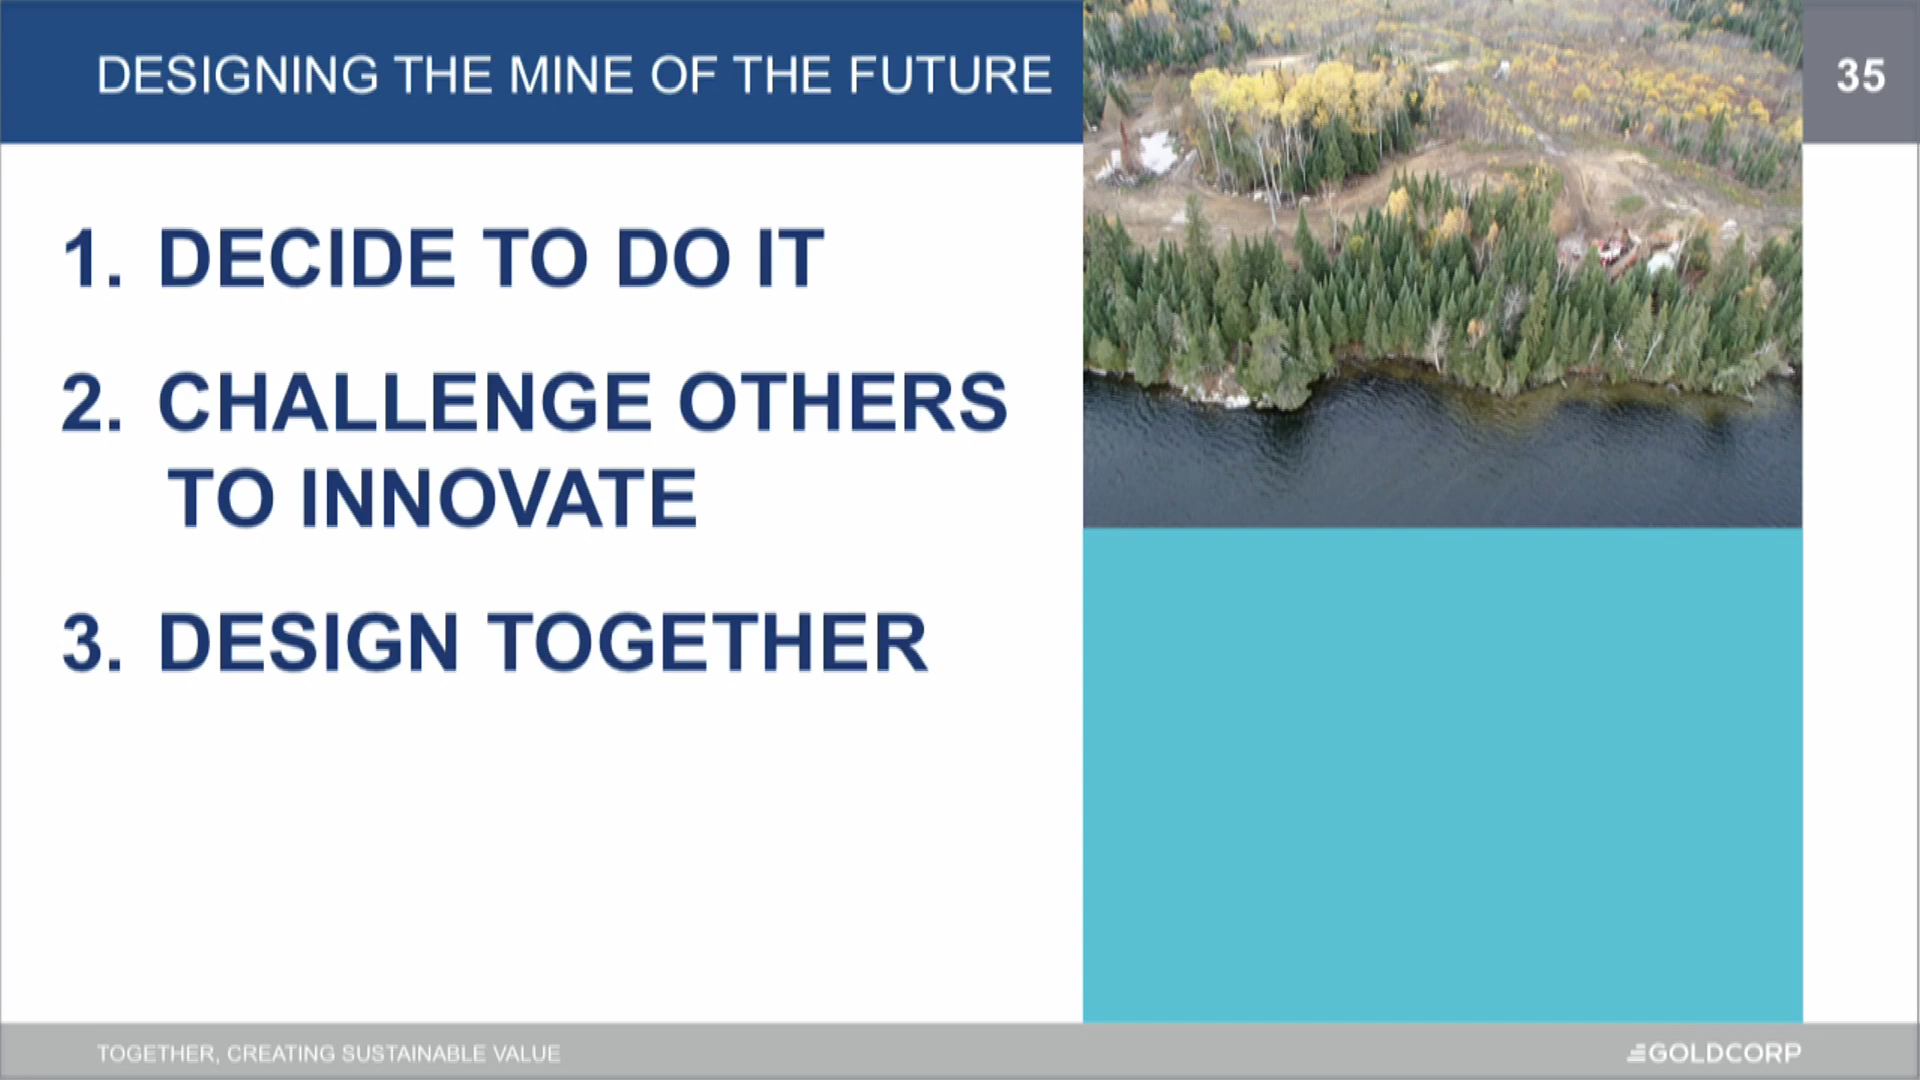 DESIGNING THE MINE OF THE FUTURE
35
1. DECIDE TO DO IT
2. CHALLENGE OTHERS
TO INNOVATE
3. DESIGN TOGETHER
TOGETHER, CREATING SUSTAINABLE VALUE
GOLDCORP